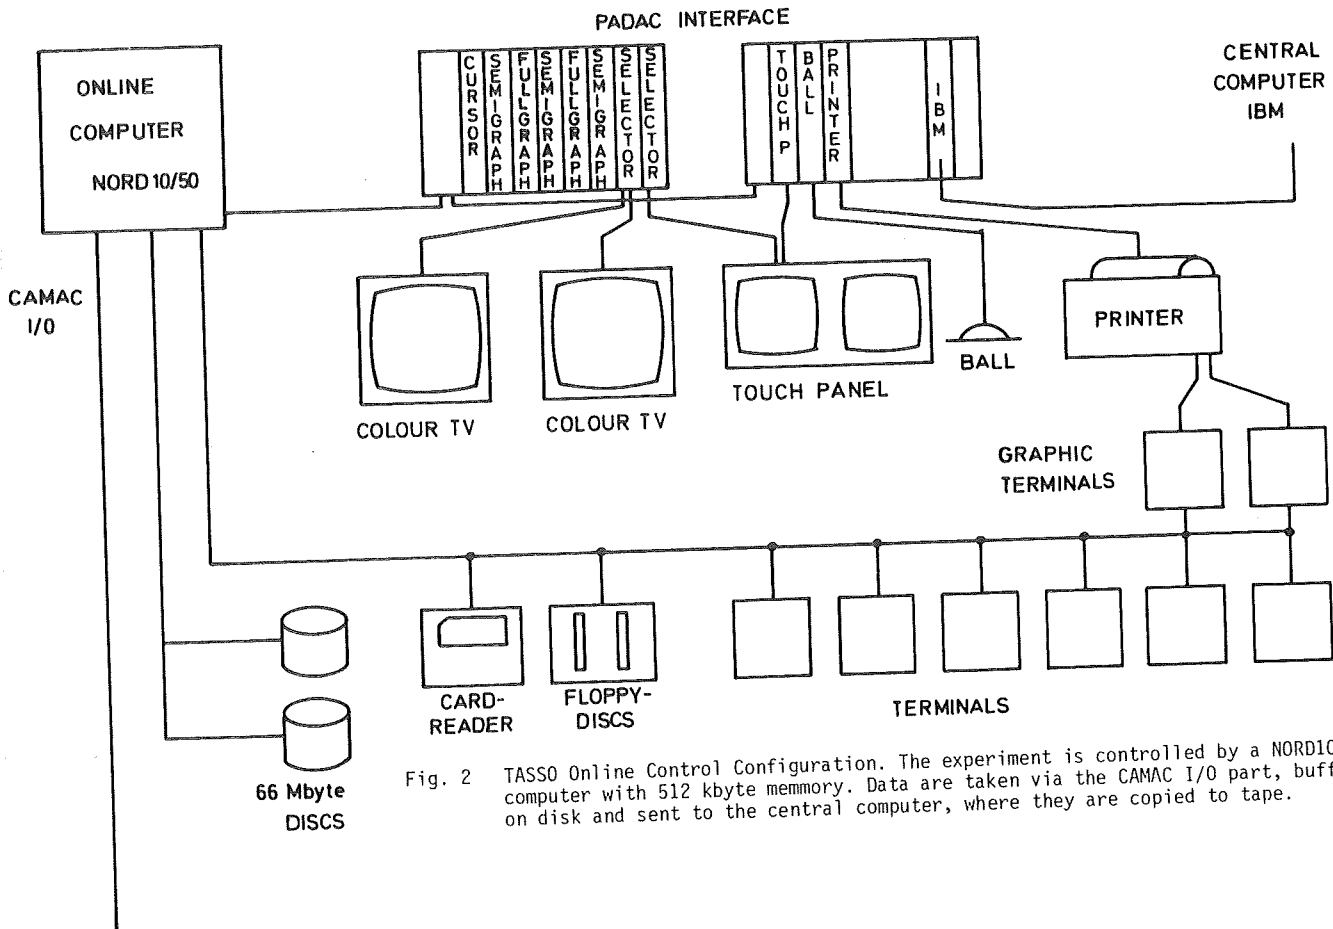 PADAC INTERFACE
ONLINE
COMPUTER
NORD 10/50
CURSOR
SEMIGRAPH
FULLGRAPH
SEMIGRAPH
FULLGRAPH
SEMIGRAPH
SELECTOR
SELECTOR
TOUCH P
BALL
PRINTER
IBM
CENTRAL
COMPUTER
IBM
CAMAC
I/O
COLOUR TV
COLOUR TV
TOUCH PANEL
BALL
PRINTER
GRAPHIC
TERMINALS
CARD-
READER
FLOPPY-
DISCS
TERMINALS
66 Mbyte
DISCS
Fig. 2 TASSO Online Control Configuration. The experiment is controlled by a NORD10
computer with 512 kbyte memmory. Data are taken via the CAMAC I/O part, buff
on disk and sent to the central computer, where they are copied to tape.